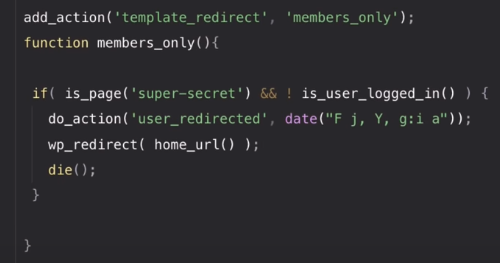 add_action('template_redirect', 'members_only');
function members_only(){
if( is_page('super-secret') && ! is_user_logged_in() ) {
do_action('user_redirected', date("F j, Y, g:i a"));
wp_redirect( home_url() );
die();
}
}